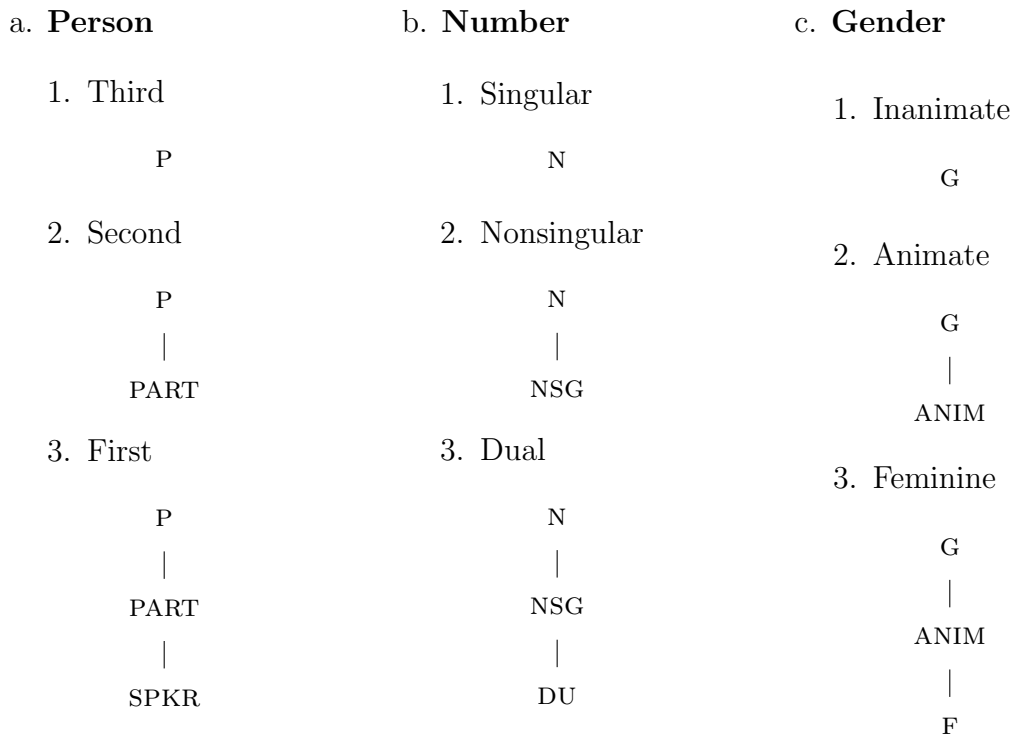 a. Person
1. Third
P
2. Second
P
|
PART
3. First
P
|
PART
|
SPKR
b. Number
1. Singular
N
2. Nonsingular
N
|
NSG
3. Dual
N
|
NSG
|
DU
c. Gender
1. Inanimate
G
2. Animate
G
|
ANIM
3. Feminine
G
|
ANIM
|
F